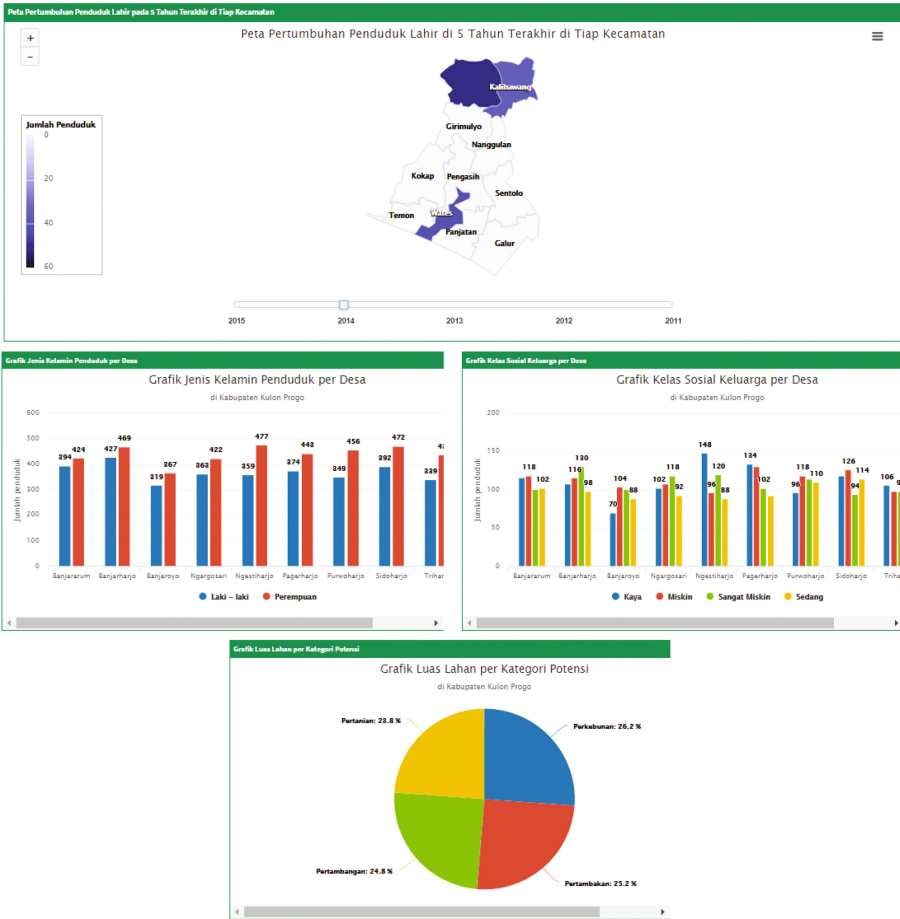 Peta Pertumbuhan Penduduk Lahir pada 5 Tahun Terakhir di Tiap Kecamatan
Peta Pertumbuhan Penduduk Lahir di 5 Tahun Terakhir di Tiap Kecamatan
+
-
Jumlah Penduduk
0
20
40
60
Kalibawang
Girimulyo
Nanggulan
Kokap
Pengasih
Sentolo
Temon
Wates
Panjatan
Galur
2015 2014 2013 2012 2011
Grafik Jenis Kelamin Penduduk per Desa
Grafik Jenis Kelamin Penduduk per Desa
di Kabupaten Kulon Progo
Jumlah penduduk
600
500
400
300
200
100
0
394 424 427 469 319 367 363 422 359 477 374 443 349 456 392 472 339
Banjararum Banjarharjo Banjaroyo Ngargosari Ngestiharjo Pagerharjo Purwoharjo Sidoharjo Trihar
Laki - laki Perempuan
Grafik Kelas Sosial Keluarga per Desa
Grafik Kelas Sosial Keluarga per Desa
di Kabupaten Kulon Progo
Jumlah penduduk
200
150
100
50
0
118 102 116 130 98 70 104 88 102 118 92 148 96 120 88 134 102 96 118 110 126 94 114 106
Banjararum Banjarharjo Banjaroyo Ngargosari Ngestiharjo Pagerharjo Purwoharjo Sidoharjo Triha
Kaya Miskin Sangat Miskin Sedang
Grafik Luas Lahan per Kategori Potensi
Grafik Luas Lahan per Kategori Potensi
di Kabupaten Kulon Progo
Pertanian: 23.8 %
Perkebunan: 26.2 %
Pertambangan: 24.8 %
Pertambakan: 25.2 %